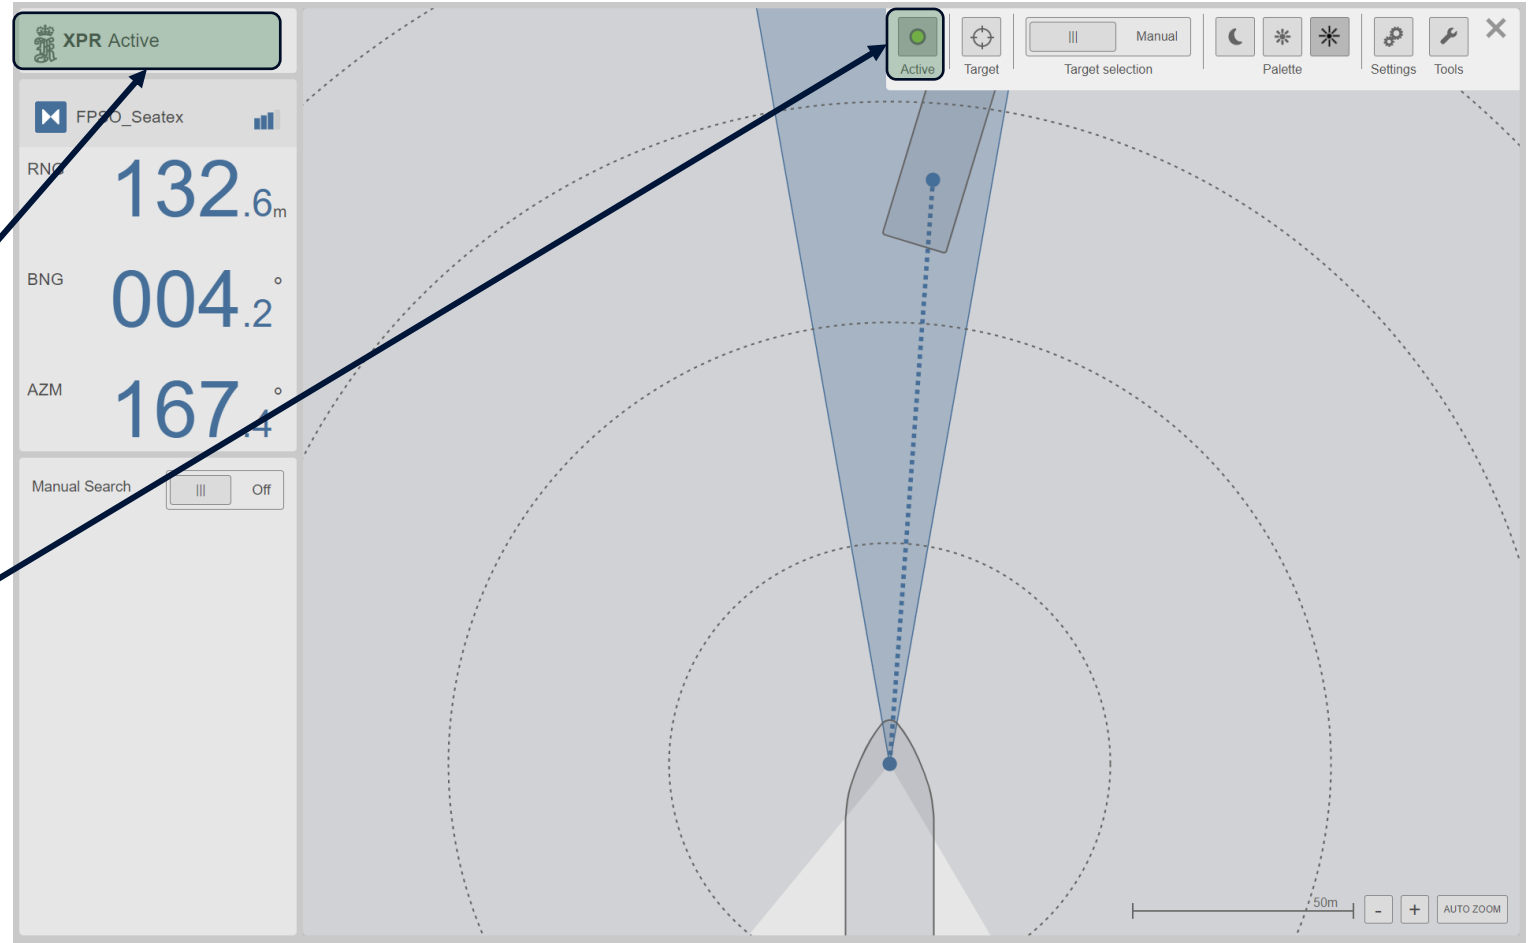 XPR Active
FPSO_Seatex
RNG
132.6m
BNG
004.2°
AZM
167.4°
Manual Search
Off
Active
Target
Manual
Target selection
Palette
Settings
Tools
50m
-
+
AUTO ZOOM